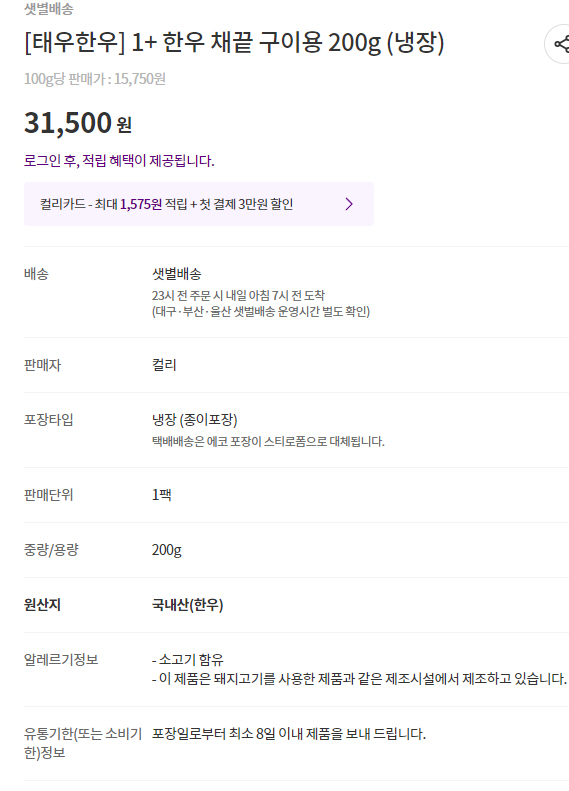 샛별배송
[태우한우] 1+ 한우 채끝 구이용 200g (냉장)
100g당 판매가 : 15,750원
31,500 원
로그인 후, 적립 혜택이 제공됩니다.
컬리카드 - 최대 1,575원 적립 + 첫 결제 3만원 할인
배송 샛별배송
23시 전 주문 시 내일 아침 7시 전 도착
(대구·부산·울산 샛별배송 운영시간 별도 확인)
판매자 컬리
포장타입 냉장 (종이포장)
택배배송은 에코 포장이 스티로폼으로 대체됩니다.
판매단위 1팩
중량/용량 200g
원산지 국내산(한우)
알레르기정보 - 소고기 함유
- 이 제품은 돼지고기를 사용한 제품과 같은 제조시설에서 제조하고 있습니다.
유통기한(또는 소비기 포장일로부터 최소 8일 이내 제품을 보내 드립니다.
한)정보